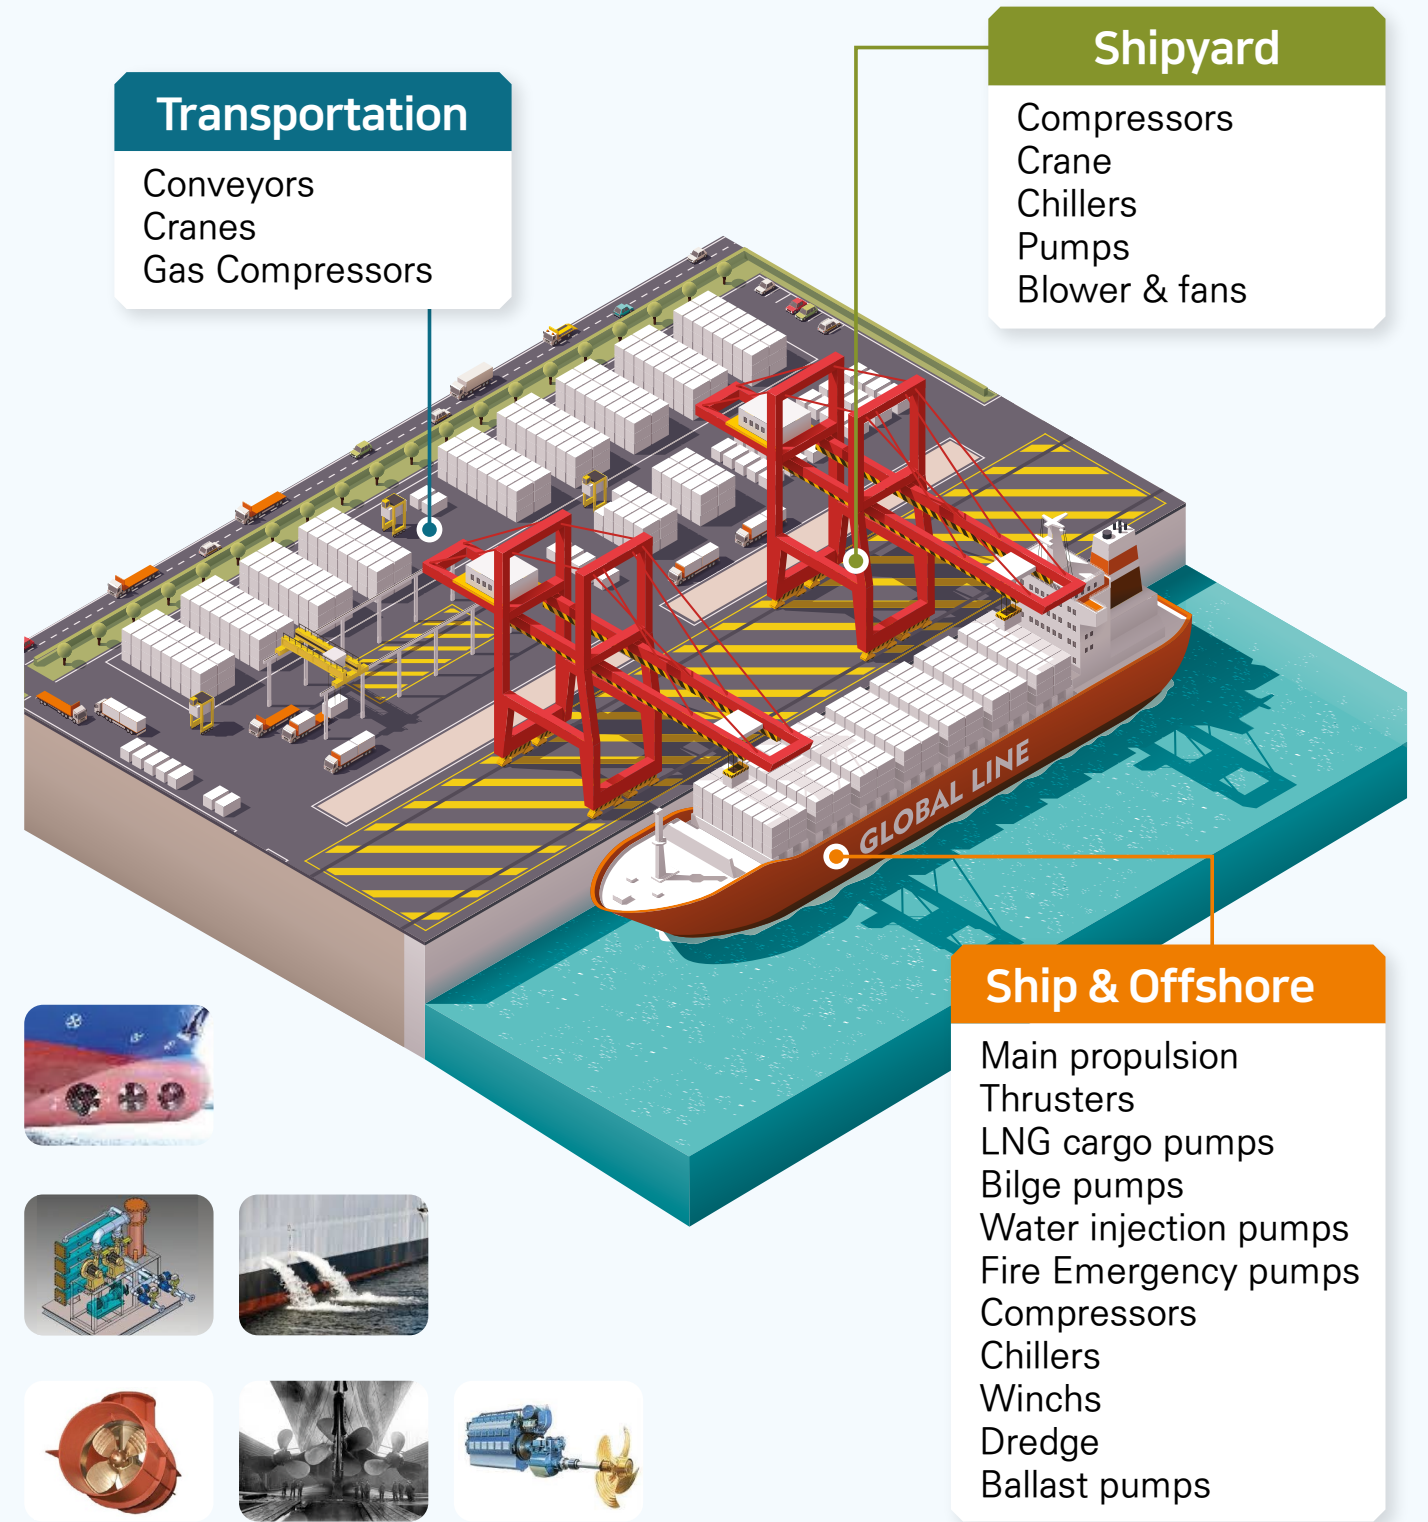 Transportation
Conveyors
Cranes
Gas Compressors
Shipyard
Compressors
Crane
Chillers
Pumps
Blower & fans
GLOBAL LINE
Ship & Offshore
Main propulsion
Thrusters
LNG cargo pumps
Bilge pumps
Water injection pumps
Fire Emergency pumps
Compressors
Chillers
Winchs
Dredge
Ballast pumps